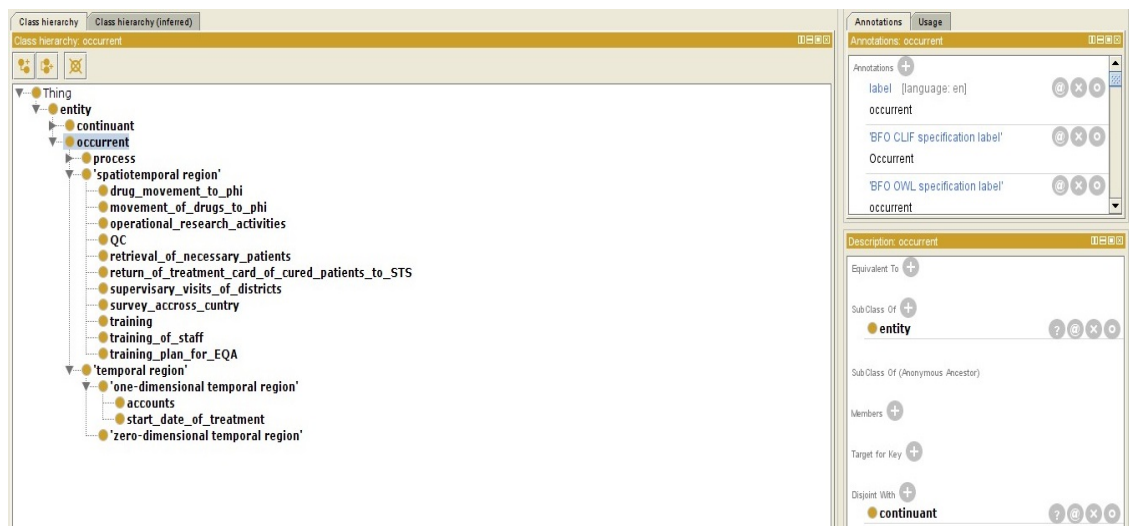 Class hierarchy Class hierarchy (inferred)
Class hierarchy: occurrent
Thing
entity
continuant
occurrent
process
'spatiotemporal region'
drug_movement_to_phi
movement_of_drugs_to_phi
operational_research_activities
QC
retrieval_of_necessary_patients
return_of_treatment_card_of_cured_patients_to_STS
supervisary_visits_of_districts
survey_accross_cuntry
training
training_of_staff
training_plan_for_EQA
'temporal region'
'one-dimensional temporal region'
accounts
start_date_of_treatment
'zero-dimensional temporal region'
Annotations Usage
Annotations: occurrent
Annotations
label [language: en]
occurrent
'BFO CLIF specification label'
Occurrent
'BFO OWL specification label'
occurrent
Description: occurrent
Equivalent To
SubClass Of
entity
SubClass Of (Anonymous Ancestor)
Members
Target for Key
Disjoint With
continuant